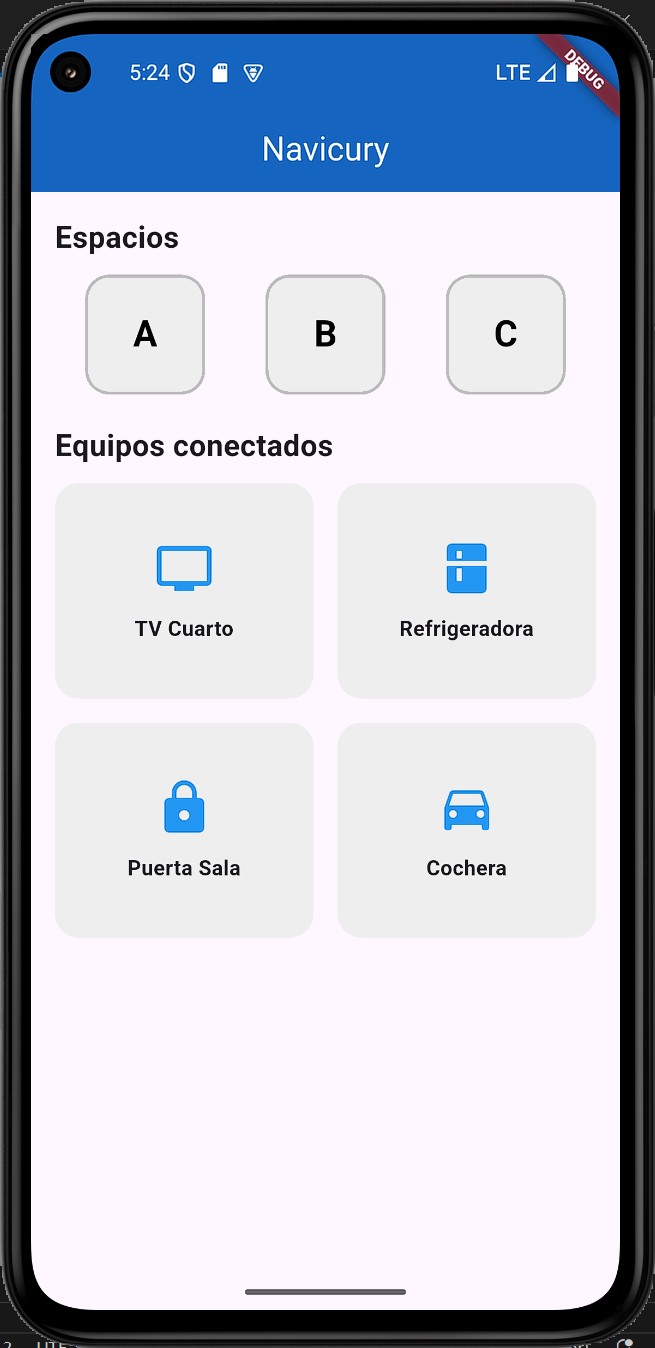 5:24
LTE
DEBUG
Navicury
Espacios
A B C
Equipos conectados
TV Cuarto Refrigeradora
Puerta Sala Cochera